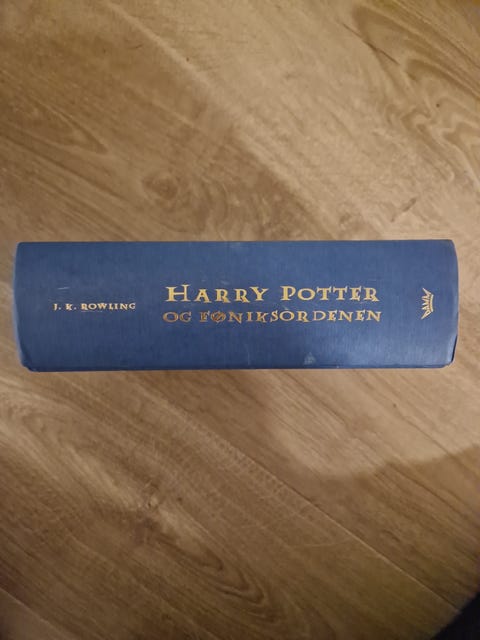 J. K. ROWLING
HARRY POTTER
OG FØNIKSORDENEN